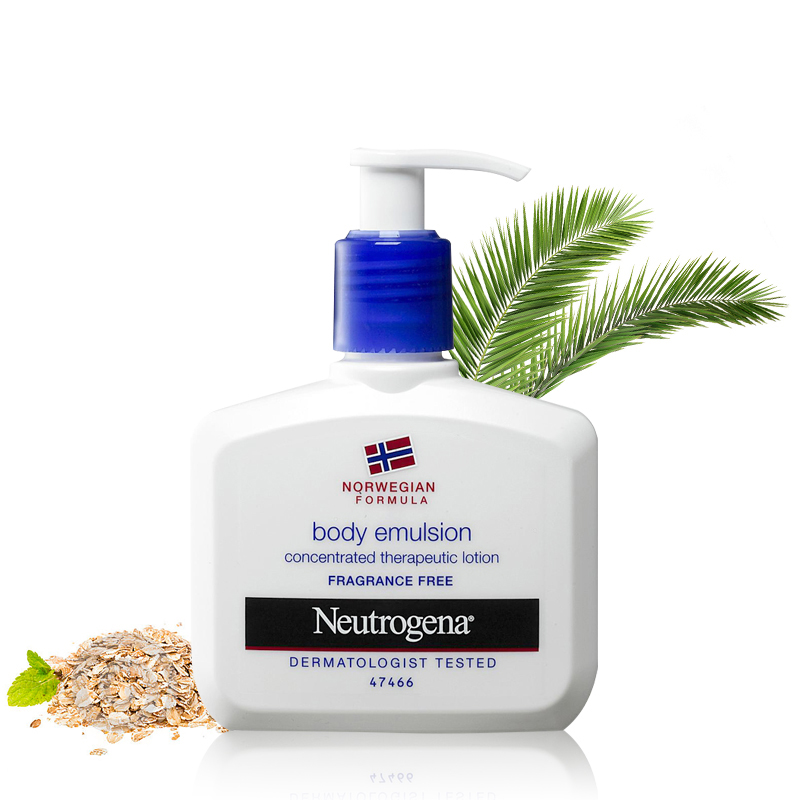 NORWEGIAN
FORMULA
body emulsion
concentrated therapeutic lotion
FRAGRANCE FREE
Neutrogena®
DERMATOLOGIST TESTED
47466